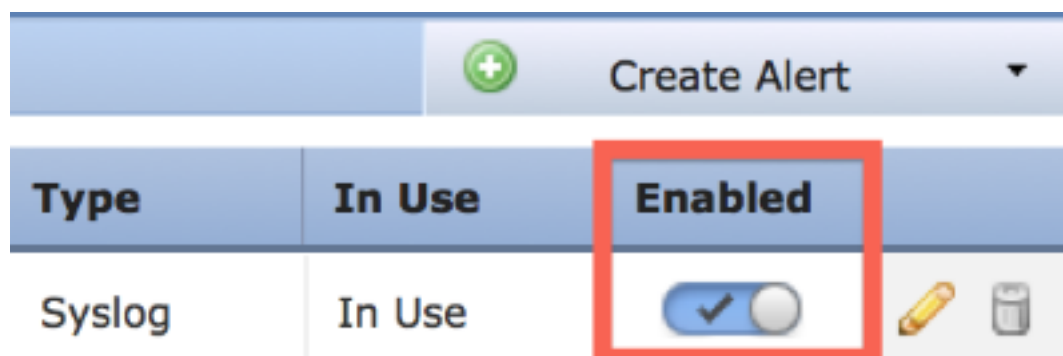 Create Alert
Type In Use Enabled
Syslog In Use